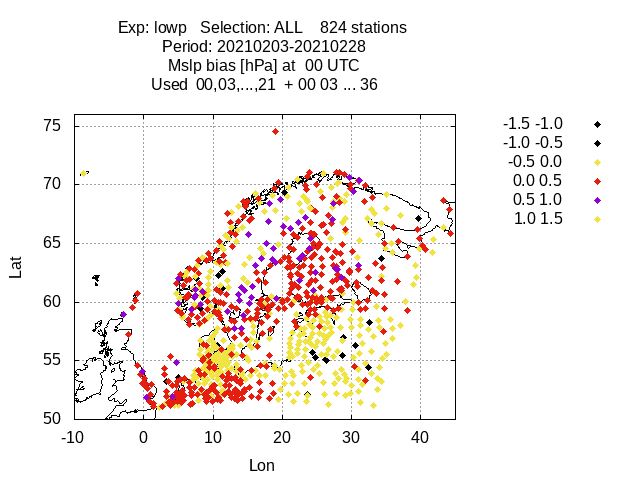 Exp: lowp   Selection: ALL    824 stations
Period: 20210203-20210228
Mslp bias [hPa] at  00 UTC
Used  00,03,...,21  + 00 03 ... 36
-1.5 -1.0
-1.0 -0.5
-0.5 0.0
0.0 0.5
0.5 1.0
1.0 1.5
Lat
75
70
65
60
55
50
-10 0 10 20 30 40
Lon